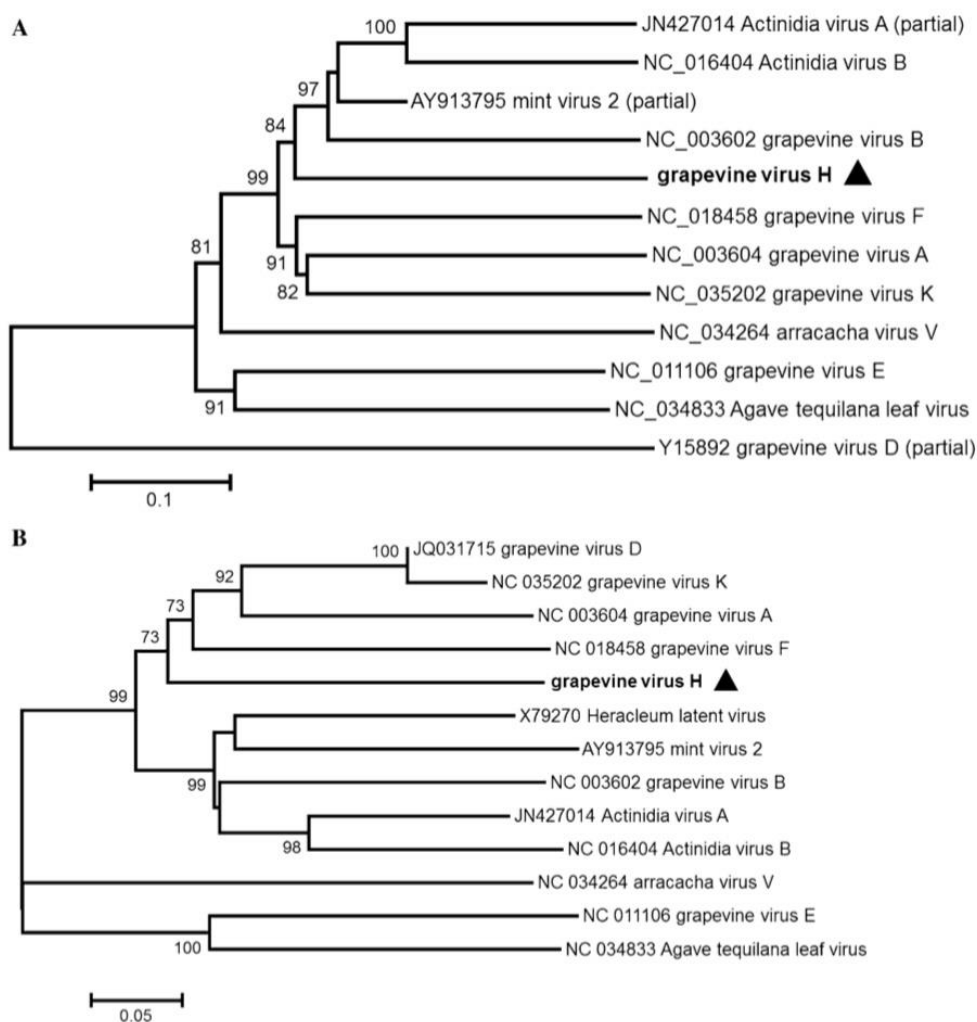 A
100
JN427014 Actinidia virus A (partial)
NC_016404 Actinidia virus B
97
AY913795 mint virus 2 (partial)
84
NC_003602 grapevine virus B
99
grapevine virus H
NC_018458 grapevine virus F
81
91
NC_003604 grapevine virus A
82
NC_035202 grapevine virus K
NC_034264 arracacha virus V
NC_011106 grapevine virus E
91
NC_034833 Agave tequilana leaf virus
Y15892 grapevine virus D (partial)
0.1
B
100
JQ031715 grapevine virus D
92
NC 035202 grapevine virus K
73
NC 003604 grapevine virus A
73
NC 018458 grapevine virus F
grapevine virus H
99
X79270 Heracleum latent virus
AY913795 mint virus 2
99
NC 003602 grapevine virus B
JN427014 Actinidia virus A
98
NC 016404 Actinidia virus B
NC 034264 arracacha virus V
NC 011106 grapevine virus E
100
NC 034833 Agave tequilana leaf virus
0.05